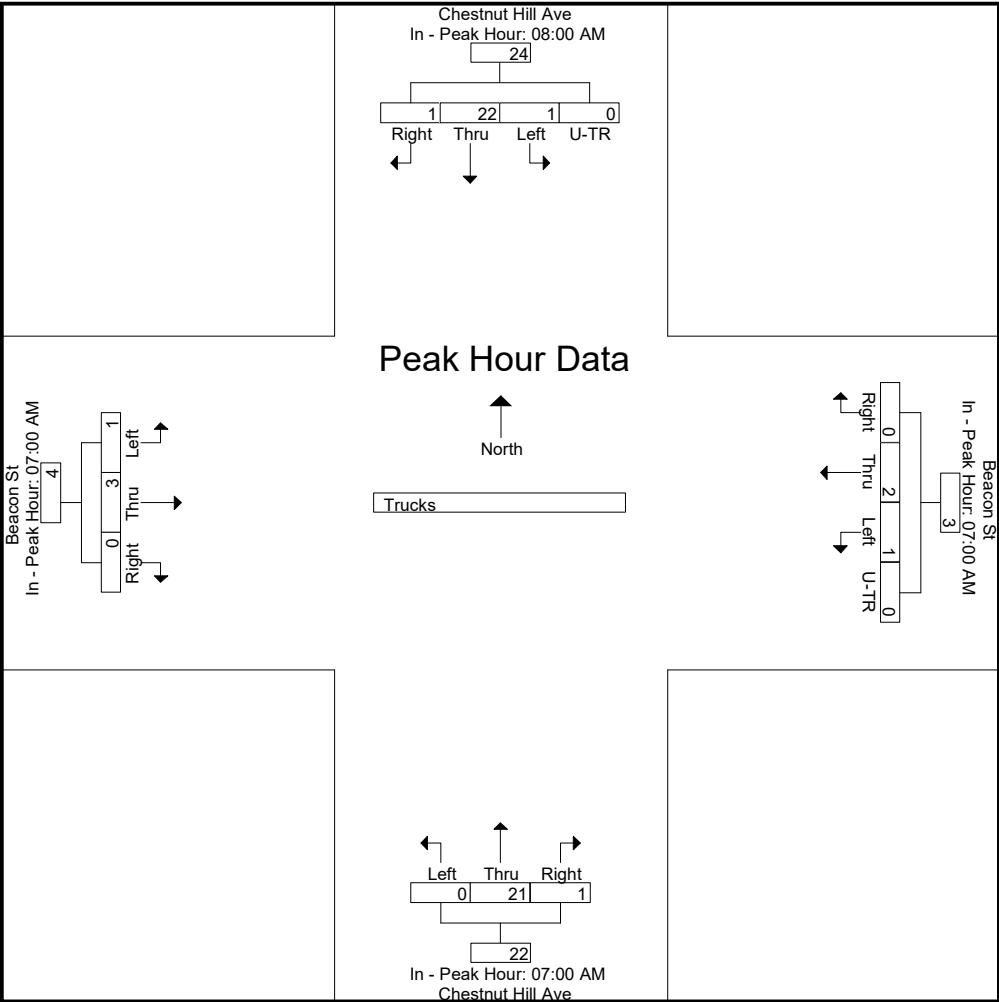 Chestnut Hill Ave
In - Peak Hour: 08:00 AM
24
1 22 1 0
Right Thru Left U-TR
Peak Hour Data
North
Trucks
Beacon St
In - Peak Hour: 07:00 AM
4
1 3 0
Left Thru Right
Beacon St
In - Peak Hour: 07:00 AM
3
0 2 1 0
Right Thru Left U-TR
Left Thru Right
0 21 1
22
In - Peak Hour: 07:00 AM
Chestnut Hill Ave